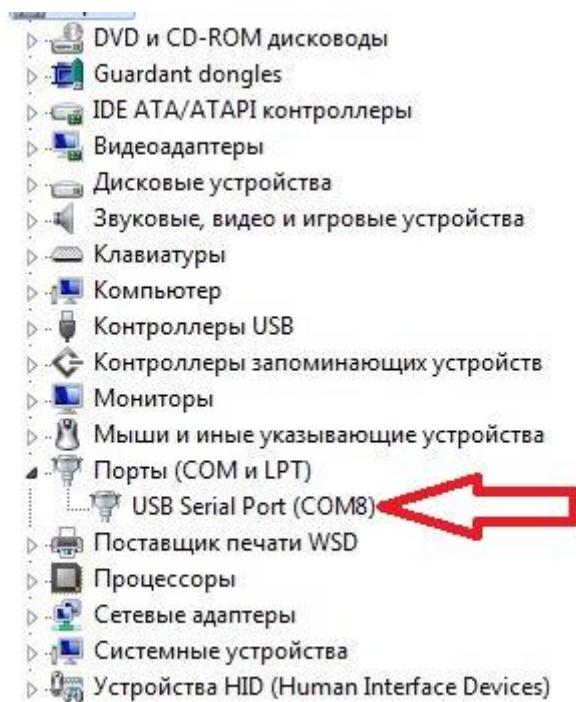 DVD и CD-ROM дисководы
Guardant dongles
IDE ATA/ATAPI контроллеры
Видеоадаптеры
Дисковые устройства
Звуковые, видео и игровые устройства
Клавиатуры
Компьютер
Контроллеры USB
Контроллеры запоминающих устройств
Мониторы
Мыши и иные указывающие устройства
Порты (COM и LPT)
USB Serial Port (COM8)
Поставщик печати WSD
Процессоры
Сетевые адаптеры
Системные устройства
Устройства HID (Human Interface Devices)